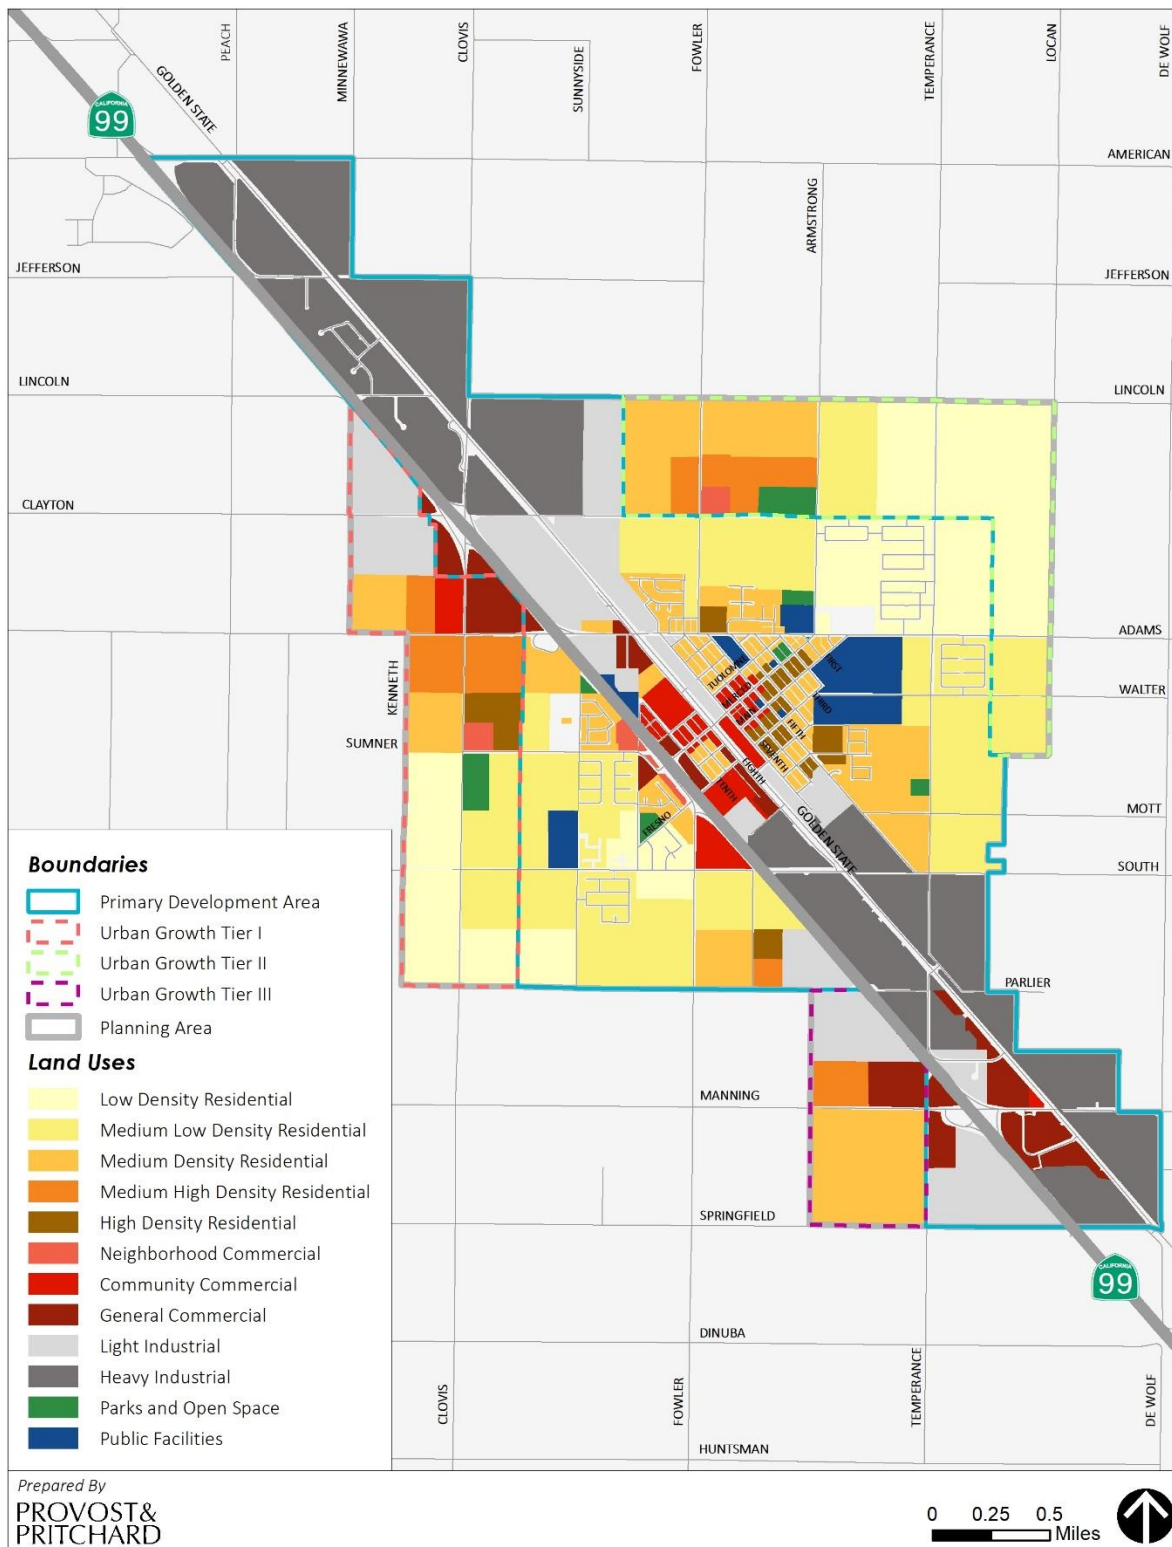 PEACH
MINNEWAWA
CLOVIS
SUNNYSIDE
FOWLER
TEMPERANCE
LOCAN
DE WOLF
GOLDEN STATE
CALIFORNIA
99
AMERICAN
ARMSTRONG
JEFFERSON
JEFFERSON
LINCOLN
LINCOLN
CLAYTON
ADAMS
TUOLOMNE
FIRST
MERCED
MAIN
THIRD
WALTER
KENNETH
SUMNER
FIFTH
SEVENTH
EIGHTH
TENTH
FRESNO
GOLDEN STATE
MOTT
SOUTH
PARLIER
MANNING
SPRINGFIELD
CALIFORNIA
99
DINUBA
CLOVIS
FOWLER
TEMPERANCE
DE WOLF
HUNTSMAN
Boundaries
Primary Development Area
Urban Growth Tier I
Urban Growth Tier II
Urban Growth Tier III
Planning Area
Land Uses
Low Density Residential
Medium Low Density Residential
Medium Density Residential
Medium High Density Residential
High Density Residential
Neighborhood Commercial
Community Commercial
General Commercial
Light Industrial
Heavy Industrial
Parks and Open Space
Public Facilities
Prepared By
PROVOST&
PRITCHARD
0 0.25 0.5
Miles